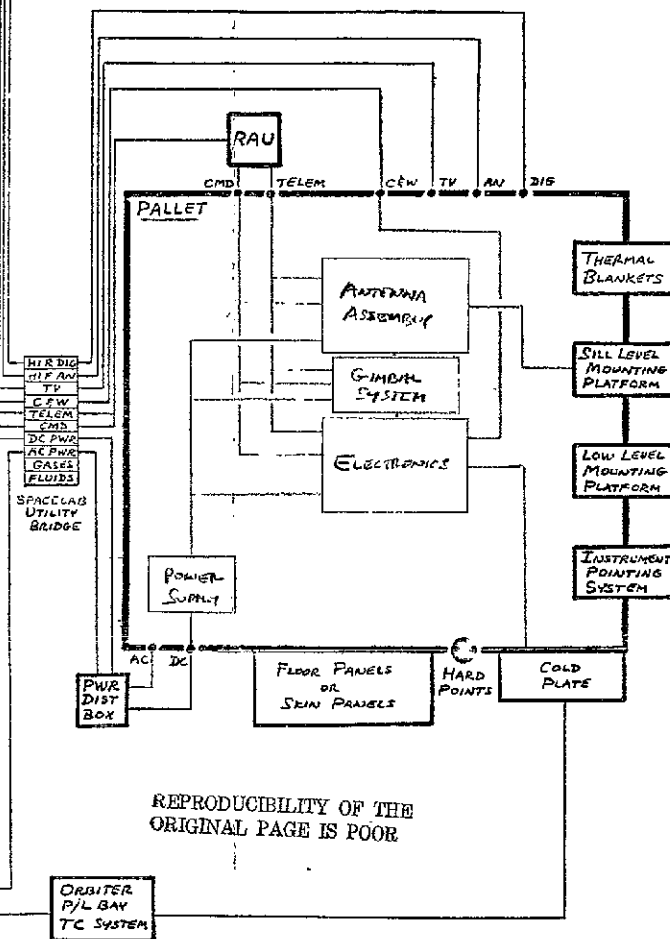 RAU
CMD
TELEM
C&W
TV
AN
DIG
PALLET
THERMAL
BLANKETS
ANTENNA
ASSEMBLY
SILL LEVEL
MOUNTING
PLATFORM
GIMBAL
SYSTEM
HI R DIG
HI F AN
TV
C & W
TELEM
CMD
DC PWR
AC PWR
GASES
FLUIDS
SPACELAB
UTILITY
BRIDGE
ELECTRONICS
LOW LEVEL
MOUNTING
PLATFORM
INSTRUMENT
POINTING
SYSTEM
POWER
SUPPLY
AC
DC
PWR
DIST
BOX
FLOOR PANELS
OR
SKIN PANELS
HARD
POINTS
COLD
PLATE
REPRODUCIBILITY OF THE
ORIGINAL PAGE IS POOR
ORBITER
P/L BAY
TC SYSTEM